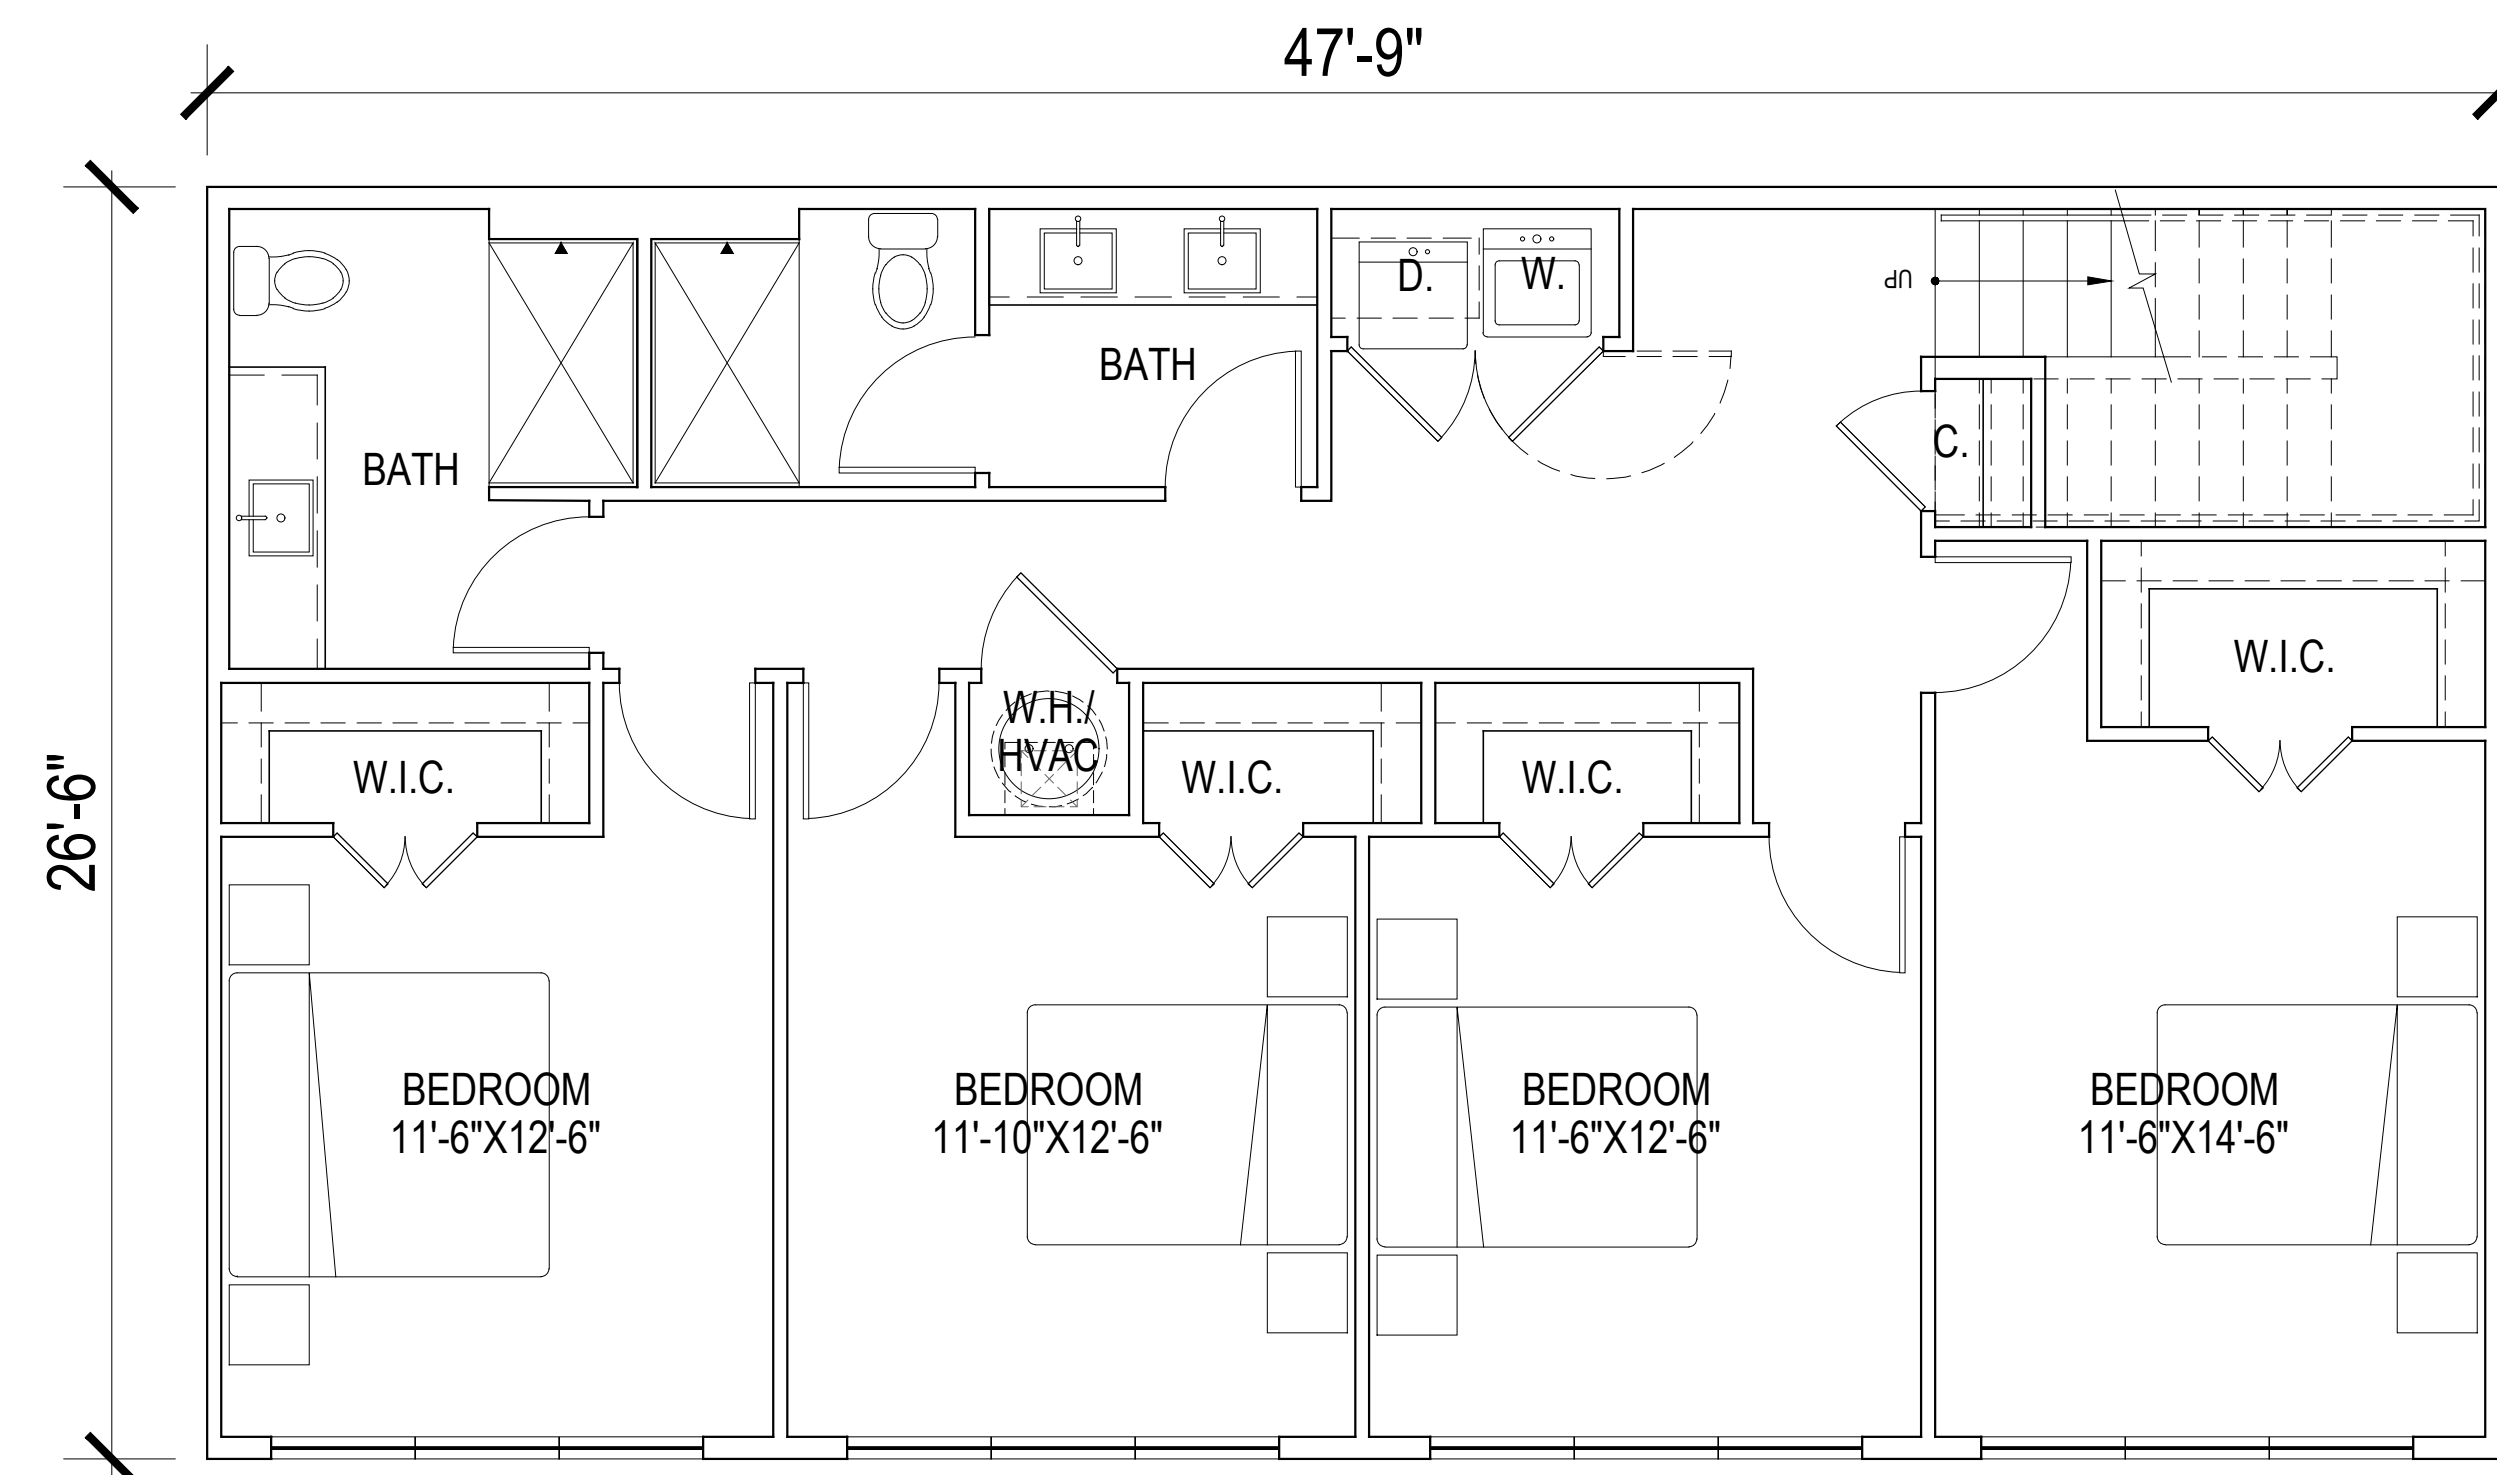 47'-9"
D.
W.
UP
BATH
C.
BATH
W.I.C.
W.H./
HVAC
W.I.C.
W.I.C.
W.I.C.
26'-6"
BEDROOM
11'-6"X12'-6"
BEDROOM
11'-10"X12'-6"
BEDROOM
11'-6"X12'-6"
BEDROOM
11'-6"X14'-6"